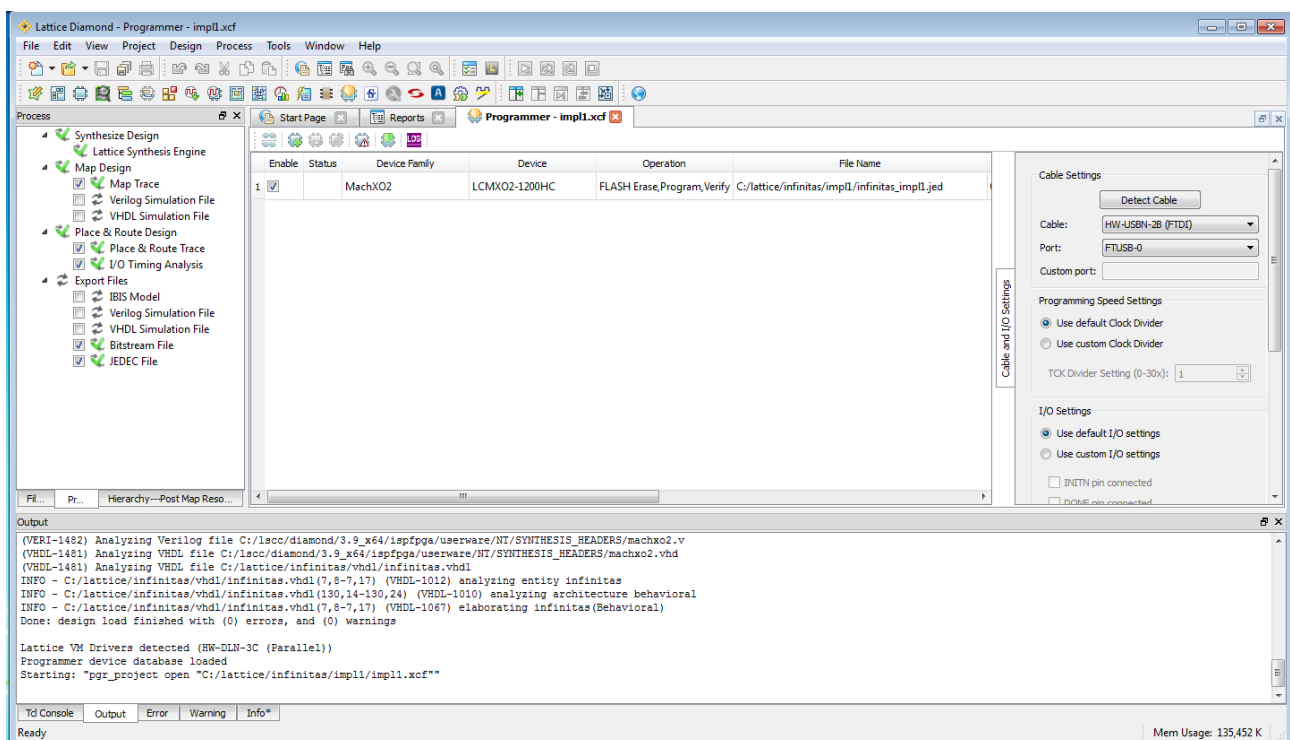 Lattice Diamond - Programmer - impl1.xcf
File Edit View Project Design Process Tools Window Help
Process
Start Page
Reports
Programmer - impl1.xcf
Synthesize Design
Lattice Synthesis Engine
Map Design
Map Trace
Verilog Simulation File
VHDL Simulation File
Place & Route Design
Place & Route Trace
I/O Timing Analysis
Export Files
IBIS Model
Verilog Simulation File
VHDL Simulation File
Bitstream File
JEDEC File
Fil...
Pr...
Hierarchy---Post Map Reso...
LOG
Enable Status Device Family Device Operation File Name
1 MachXO2 LCMXO2-1200HC FLASH Erase,Program,Verify C:/lattice/infinitas/impl1/infinitas_impl1.jed
Cable and I/O Settings
Cable Settings
Detect Cable
Cable: HW-USBN-2B (FTDI)
Port: FTUSB-0
Custom port:
Programming Speed Settings
Use default Clock Divider
Use custom Clock Divider
TCK Divider Setting (0-30x): 1
I/O Settings
Use default I/O settings
Use custom I/O settings
INITN pin connected
DONE pin connected
Output
(VERI-1482) Analyzing Verilog file C:/lscc/diamond/3.9_x64/ispfpga/userware/NT/SYNTHESIS_HEADERS/machxo2.v
(VHDL-1481) Analyzing VHDL file C:/lscc/diamond/3.9_x64/ispfpga/userware/NT/SYNTHESIS_HEADERS/machxo2.vhd
(VHDL-1481) Analyzing VHDL file C:/lattice/infinitas/vhdl/infinitas.vhdl
INFO - C:/lattice/infinitas/vhdl/infinitas.vhdl(7,8-7,17) (VHDL-1012) analyzing entity infinitas
INFO - C:/lattice/infinitas/vhdl/infinitas.vhdl(130,14-130,24) (VHDL-1010) analyzing architecture behavioral
INFO - C:/lattice/infinitas/vhdl/infinitas.vhdl(7,8-7,17) (VHDL-1067) elaborating infinitas(Behavioral)
Done: design load finished with (0) errors, and (0) warnings
Lattice VM Drivers detected (HW-DLN-3C (Parallel))
Programmer device database loaded
Starting: "pgr_project open "C:/lattice/infinitas/impl1/impl1.xcf""
Tcl Console Output Error Warning Info*
Ready
Mem Usage: 135,452 K